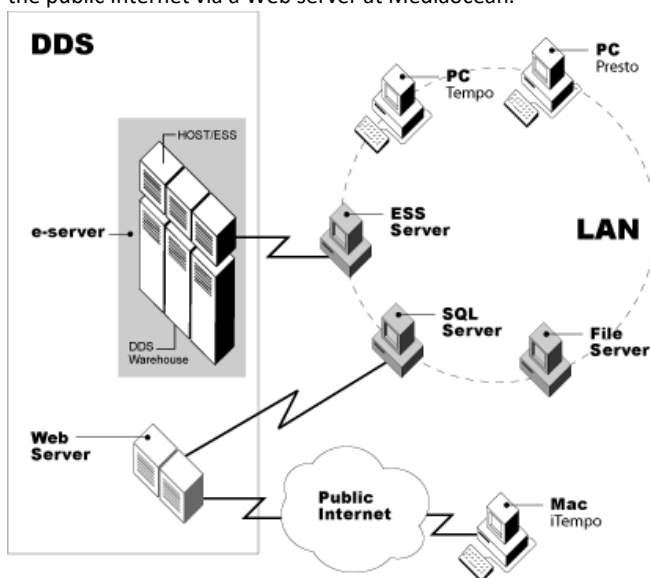 the public Internet via a Web server at Mediaocean.
DDS
HOST/ESS
e-server
DDS
Warehouse
Web
Server
PC
Tempo
PC
Presto
ESS
Server
LAN
SQL
Server
File
Server
Public
Internet
Mac
iTempo